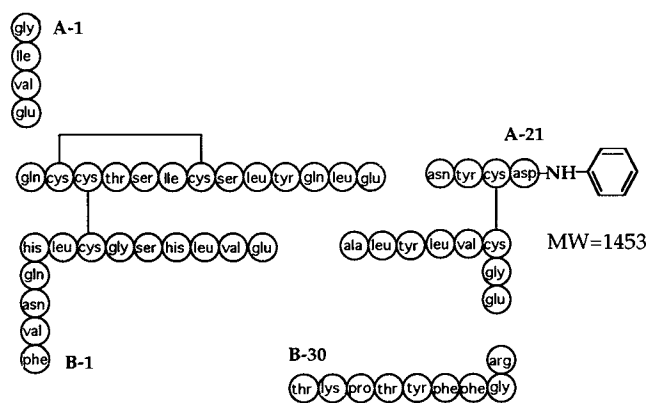 gly A-1
Ile
val
glu
A-21
gln cys cys thr ser Ile cys ser leu tyr gln leu glu
asn tyr cys asp NH
his leu cys gly ser his leu val glu
ala leu tyr leu val cys
MW=1453
gln
gly
asn
glu
val
phe
B-1
B-30
arg
thr lys pro thr tyr phe phe gly